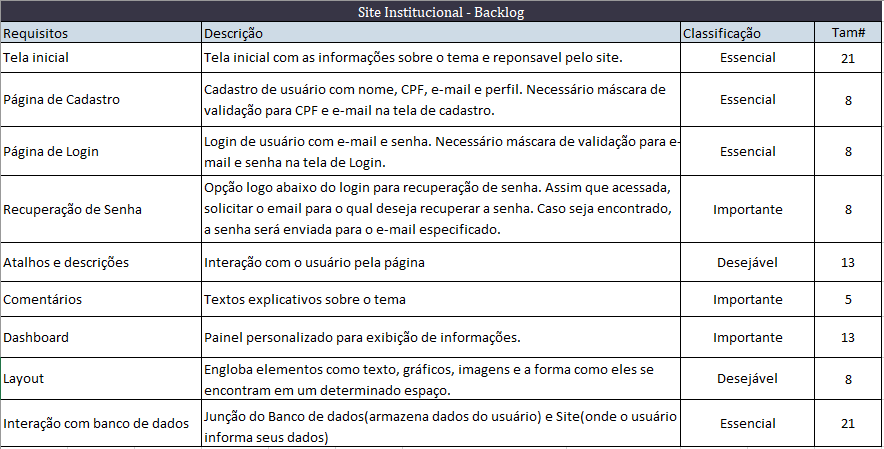 Site Institucional - Backlog
Requisitos Descrição Classificação Tam#
Tela inicial Tela inicial com as informações sobre o tema e reponsavel pelo site. Essencial 21
Página de Cadastro Cadastro de usuário com nome, CPF, e-mail e perfil. Necessário máscara de
validação para CPF e e-mail na tela de cadastro. Essencial 8
Página de Login Login de usuário com e-mail e senha. Necessário máscara de validação para e-
mail e senha na tela de Login. Essencial 8
Recuperação de Senha Opção logo abaixo do login para recuperação de senha. Assim que acessada,
solicitar o email para o qual deseja recuperar a senha. Caso seja encontrado,
a senha será enviada para o e-mail especificado. Importante 8
Atalhos e descrições Interação com o usuário pela página Desejável 13
Comentários Textos explicativos sobre o tema Importante 5
Dashboard Painel personalizado para exibição de informações. Importante 13
Layout Engloba elementos como texto, gráficos, imagens e a forma como eles se
encontram em um determinado espaço. Desejável 8
Interação com banco de dados Junção do Banco de dados(armazena dados do usuário) e Site(onde o usuário
informa seus dados) Essencial 21